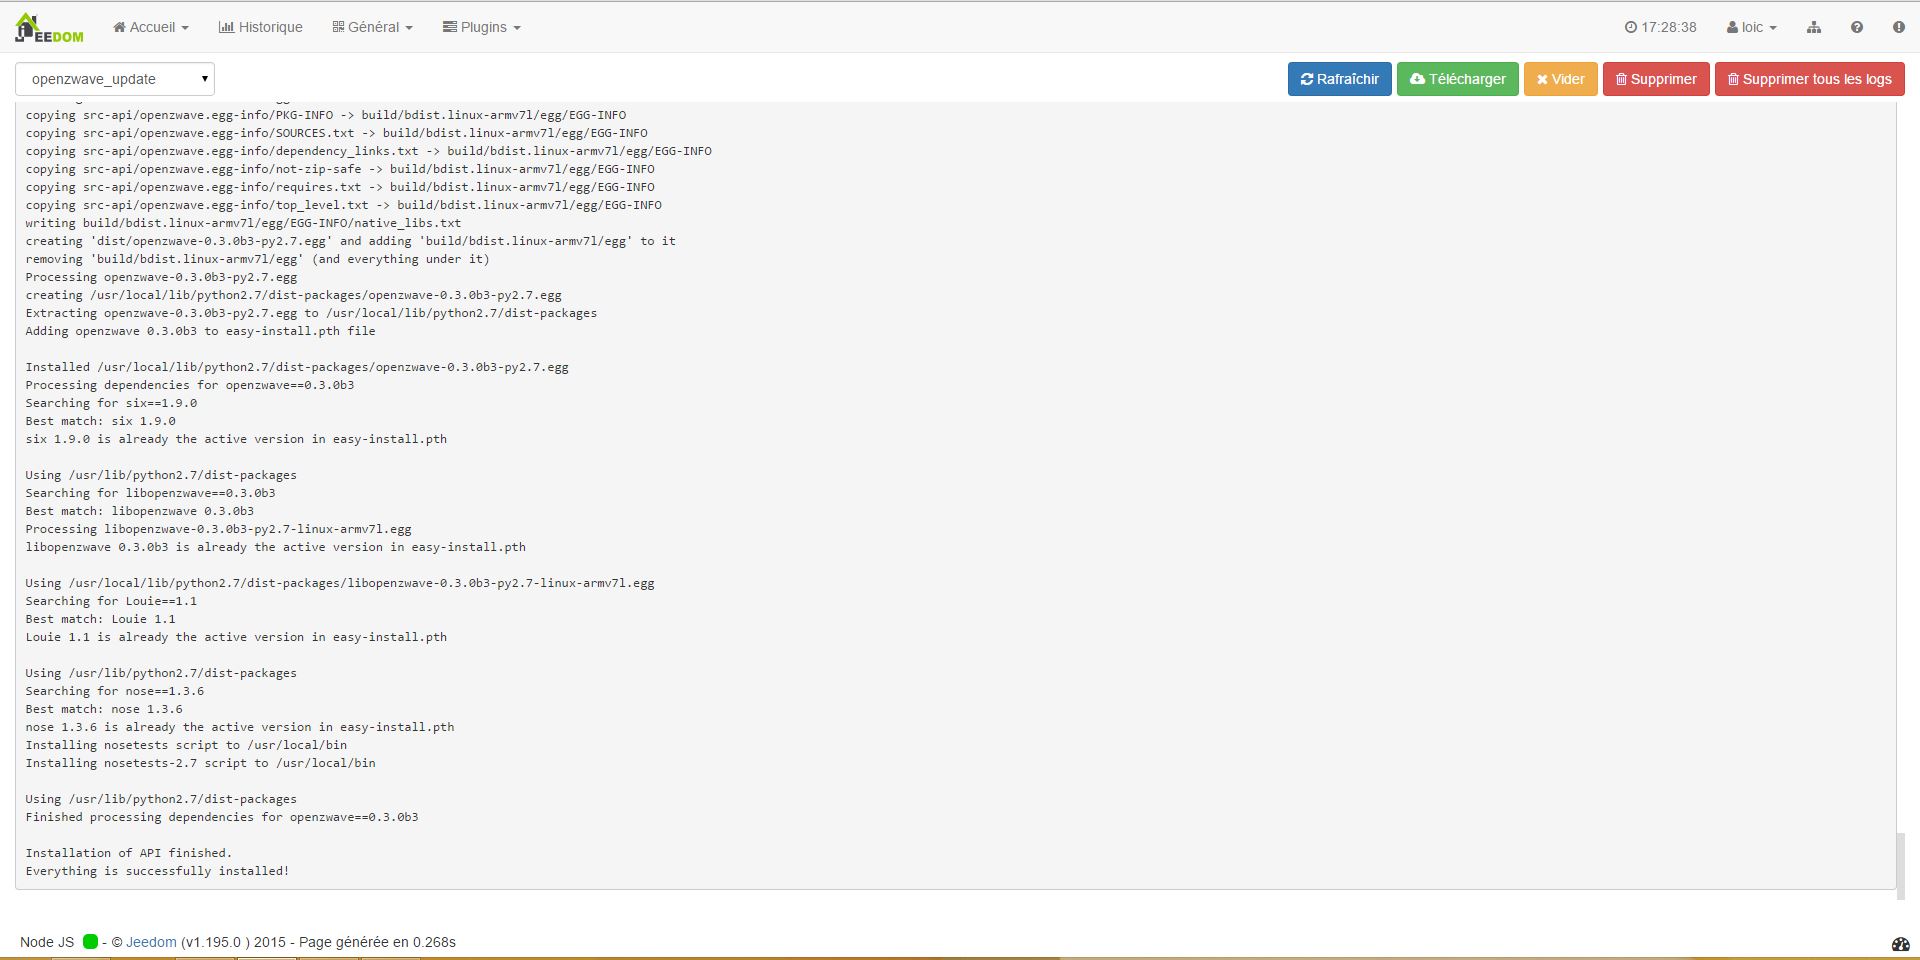 JEEDOM
Accueil
Historique
Général
Plugins
17:28:38
loic
openzwave_update
Rafraîchir
Télécharger
Vider
Supprimer
Supprimer tous les logs
copying src-api/openzwave.egg-info/PKG-INFO -> build/bdist.linux-armv7l/egg/EGG-INFO
copying src-api/openzwave.egg-info/SOURCES.txt -> build/bdist.linux-armv7l/egg/EGG-INFO
copying src-api/openzwave.egg-info/dependency_links.txt -> build/bdist.linux-armv7l/egg/EGG-INFO
copying src-api/openzwave.egg-info/not-zip-safe -> build/bdist.linux-armv7l/egg/EGG-INFO
copying src-api/openzwave.egg-info/requires.txt -> build/bdist.linux-armv7l/egg/EGG-INFO
copying src-api/openzwave.egg-info/top_level.txt -> build/bdist.linux-armv7l/egg/EGG-INFO
writing build/bdist.linux-armv7l/egg/EGG-INFO/native_libs.txt
creating 'dist/openzwave-0.3.0b3-py2.7.egg' and adding 'build/bdist.linux-armv7l/egg' to it
removing 'build/bdist.linux-armv7l/egg' (and everything under it)
Processing openzwave-0.3.0b3-py2.7.egg
creating /usr/local/lib/python2.7/dist-packages/openzwave-0.3.0b3-py2.7.egg
Extracting openzwave-0.3.0b3-py2.7.egg to /usr/local/lib/python2.7/dist-packages
Adding openzwave 0.3.0b3 to easy-install.pth file
Installed /usr/local/lib/python2.7/dist-packages/openzwave-0.3.0b3-py2.7.egg
Processing dependencies for openzwave==0.3.0b3
Searching for six==1.9.0
Best match: six 1.9.0
six 1.9.0 is already the active version in easy-install.pth
Using /usr/lib/python2.7/dist-packages
Searching for libopenzwave==0.3.0b3
Best match: libopenzwave 0.3.0b3
Processing libopenzwave-0.3.0b3-py2.7-linux-armv7l.egg
libopenzwave 0.3.0b3 is already the active version in easy-install.pth
Using /usr/local/lib/python2.7/dist-packages/libopenzwave-0.3.0b3-py2.7-linux-armv7l.egg
Searching for Louie==1.1
Best match: Louie 1.1
Louie 1.1 is already the active version in easy-install.pth
Using /usr/lib/python2.7/dist-packages
Searching for nose==1.3.6
Best match: nose 1.3.6
nose 1.3.6 is already the active version in easy-install.pth
Installing nosetests script to /usr/local/bin
Installing nosetests-2.7 script to /usr/local/bin
Using /usr/lib/python2.7/dist-packages
Finished processing dependencies for openzwave==0.3.0b3
Installation of API finished.
Everything is successfully installed!
Node JS - © Jeedom (v1.195.0 ) 2015 - Page générée en 0.268s